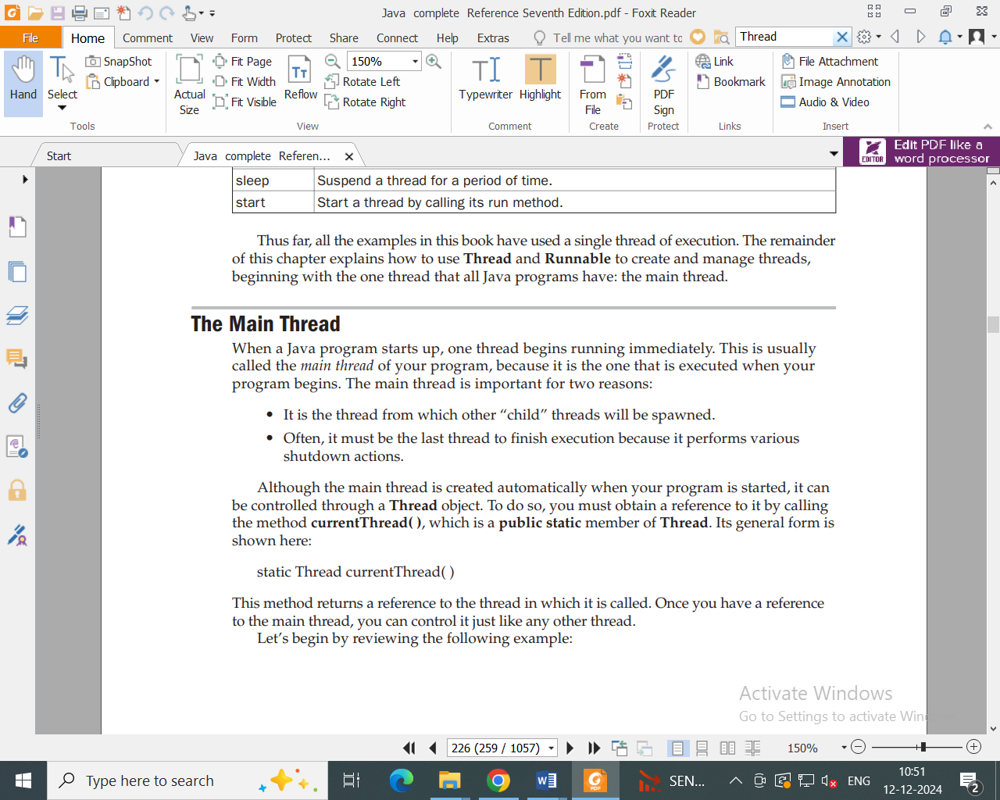 Java complete Reference Seventh Edition.pdf - Foxit Reader
File Home Comment View Form Protect Share Connect Help Extras Tell me what you want to Thread
Hand
Select
SnapShot
Clipboard
Tools
Actual Size
Fit Page
Fit Width
Fit Visible
Reflow
150%
Rotate Left
Rotate Right
View
Typewriter Highlight
Comment
From File
Create
PDF Sign
Protect
Link
Bookmark
Links
File Attachment
Image Annotation
Audio & Video
Insert
Start
Java complete Referen...
EDITOR
Edit PDF like a
word processor
sleep Suspend a thread for a period of time.
start Start a thread by calling its run method.
Thus far, all the examples in this book have used a single thread of execution. The remainder
of this chapter explains how to use Thread and Runnable to create and manage threads,
beginning with the one thread that all Java programs have: the main thread.
The Main Thread
When a Java program starts up, one thread begins running immediately. This is usually
called the main thread of your program, because it is the one that is executed when your
program begins. The main thread is important for two reasons:
• It is the thread from which other “child” threads will be spawned.
• Often, it must be the last thread to finish execution because it performs various
shutdown actions.
Although the main thread is created automatically when your program is started, it can
be controlled through a Thread object. To do so, you must obtain a reference to it by calling
the method currentThread( ), which is a public static member of Thread. Its general form is
shown here:
static Thread currentThread( )
This method returns a reference to the thread in which it is called. Once you have a reference
to the main thread, you can control it just like any other thread.
Let’s begin by reviewing the following example:
Activate Windows
Go to Settings to activate Windows.
226 (259 / 1057)
150%
Type here to search
PDF
SEN...
ENG
10:51
12-12-2024
2